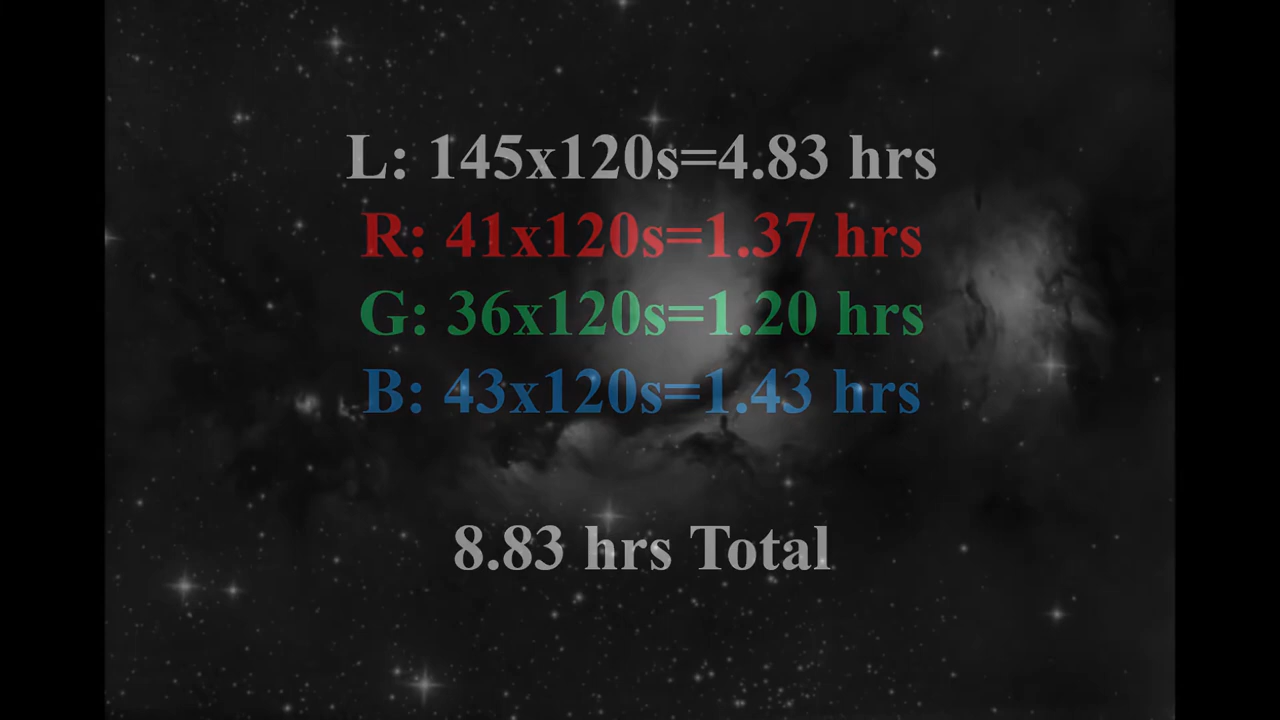 L: 145x120s=4.83 hrs
R: 41x120s=1.37 hrs
G: 36x120s=1.20 hrs
B: 43x120s=1.43 hrs
8.83 hrs Total